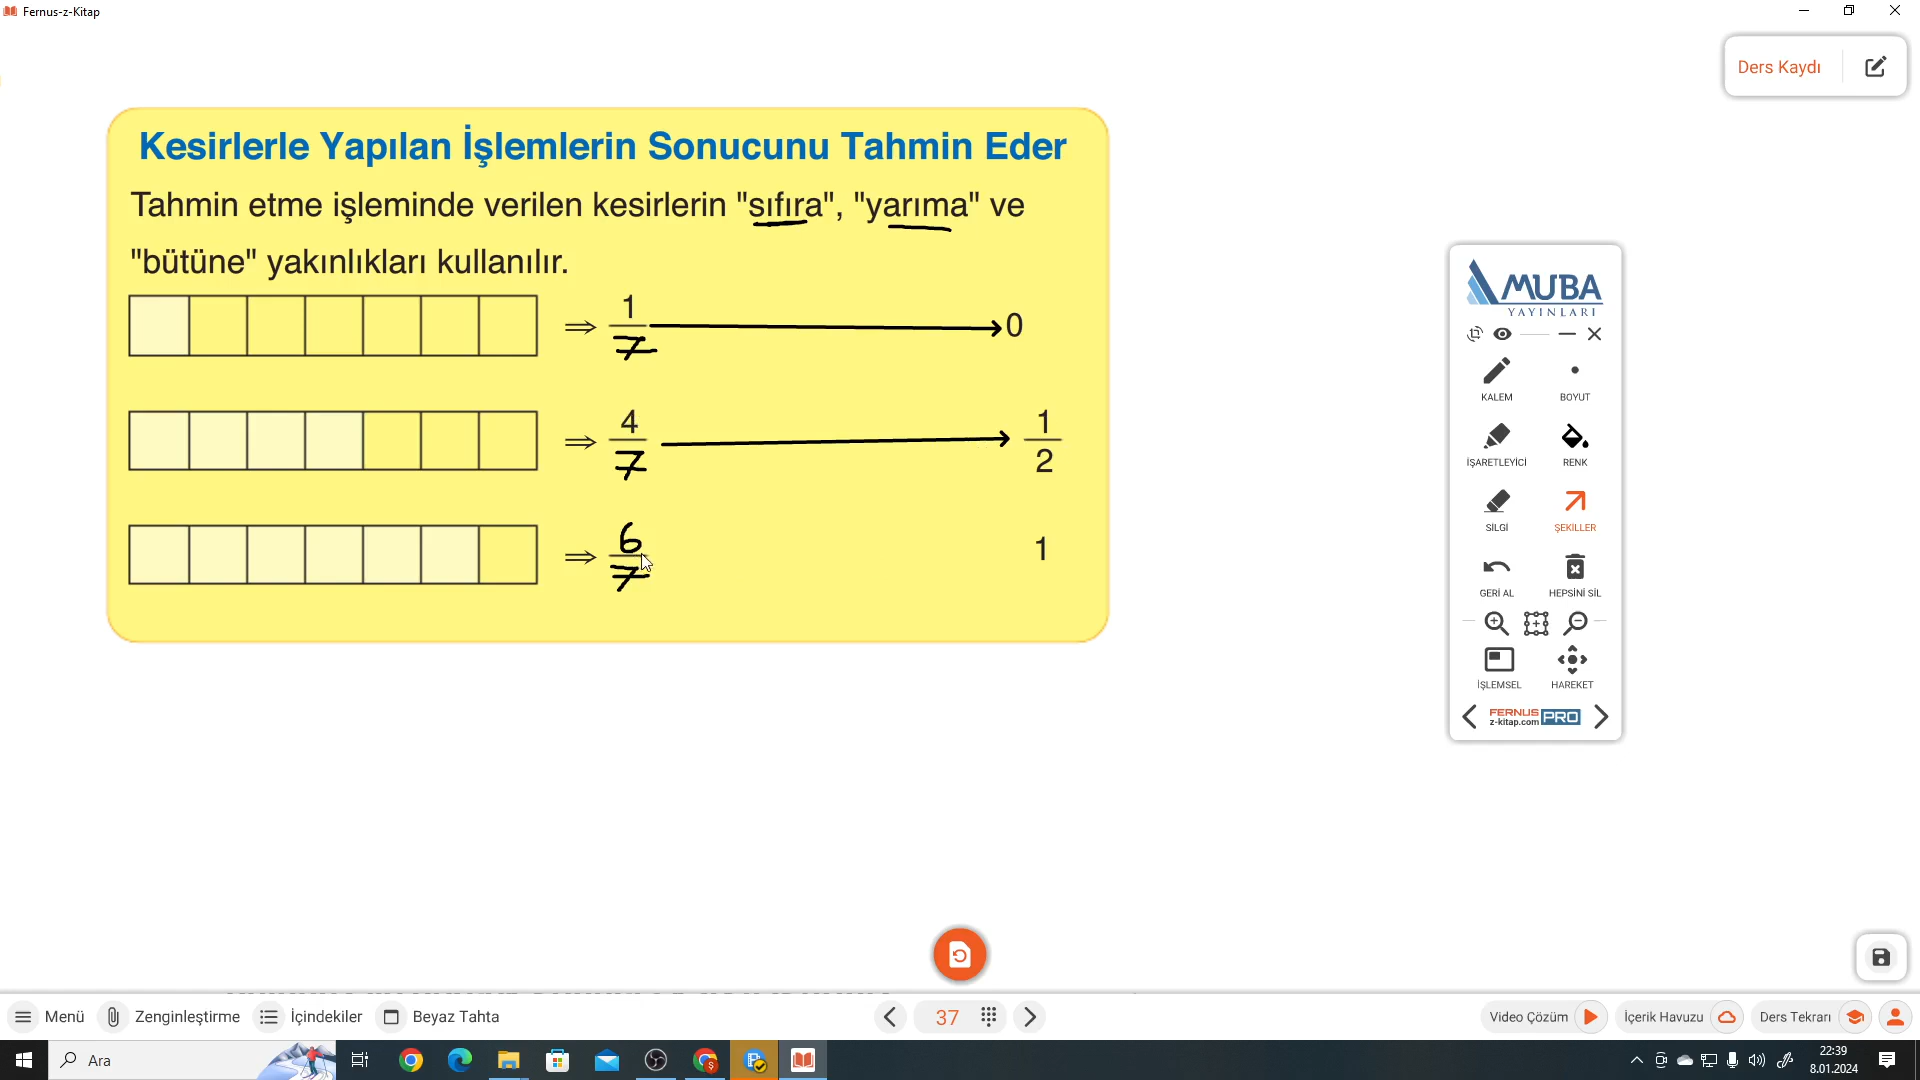 Fernus-z-Kitap
Ders Kaydı
Kesirlerle Yapılan İşlemlerin Sonucunu Tahmin Eder
Tahmin etme işleminde verilen kesirlerin "sıfıra", "yarıma" ve
"bütüne" yakınlıkları kullanılır.
⇒ 1/7 → 0
⇒ 4/7 → 1/2
⇒ 6/7 1
MUBA
YAYINLARI
KALEM BOYUT
İŞARETLEYİCİ RENK
SİLGİ ŞEKİLLER
GERİ AL HEPSİNİ SİL
İŞLEMSEL HAREKET
FERNUS
z-kitap.com PRO
Menü Zenginleştirme İçindekiler Beyaz Tahta 37 Video Çözüm İçerik Havuzu Ders Tekrarı
Ara
22:39
8.01.2024